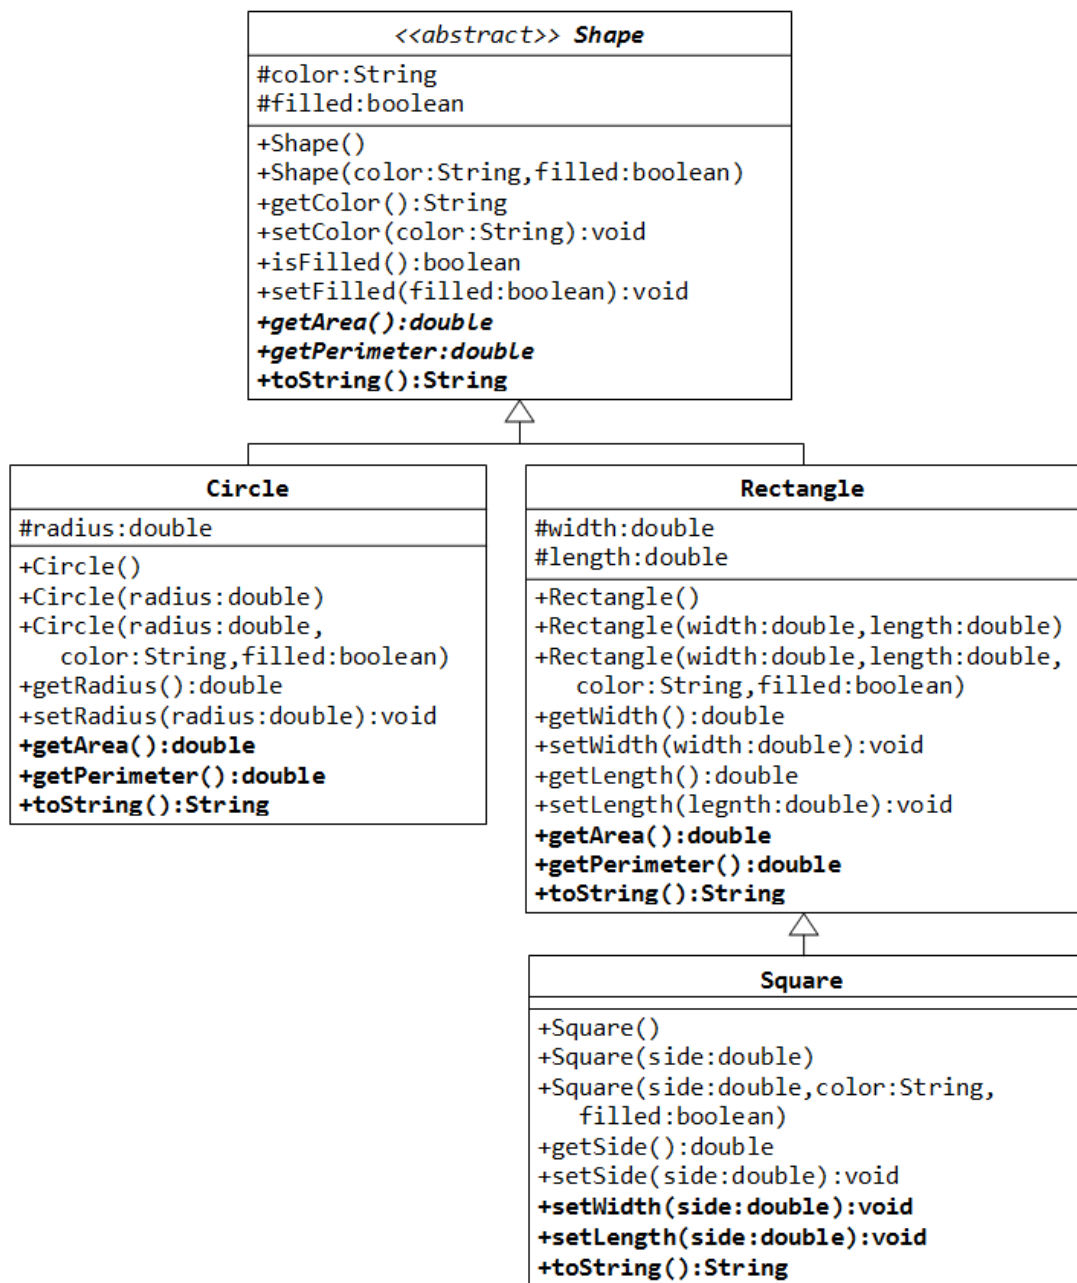 <<abstract>> Shape
#color:String
#filled:boolean
+Shape()
+Shape(color:String,filled:boolean)
+getColor():String
+setColor(color:String):void
+isFilled():boolean
+setFilled(filled:boolean):void
+getArea():double
+getPerimeter:double
+toString():String
Circle
#radius:double
+Circle()
+Circle(radius:double)
+Circle(radius:double,
color:String,filled:boolean)
+getRadius():double
+setRadius(radius:double):void
+getArea():double
+getPerimeter():double
+toString():String
Rectangle
#width:double
#length:double
+Rectangle()
+Rectangle(width:double,length:double)
+Rectangle(width:double,length:double,
color:String,filled:boolean)
+getWidth():double
+setWidth(width:double):void
+getLength():double
+setLength(legnth:double):void
+getArea():double
+getPerimeter():double
+toString():String
Square
+Square()
+Square(side:double)
+Square(side:double,color:String,
filled:boolean)
+getSide():double
+setSide(side:double):void
+setWidth(side:double):void
+setLength(side:double):void
+toString():String